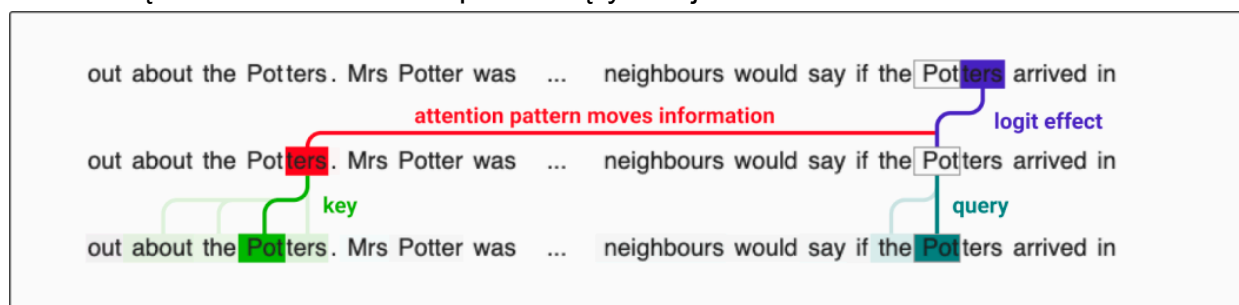 out about the Potters. Mrs Potter was ... neighbours would say if the Potters arrived in
attention pattern moves information
logit effect
out about the Potters. Mrs Potter was ... neighbours would say if the Potters arrived in
key
query
out about the Potters. Mrs Potter was ... neighbours would say if the Potters arrived in